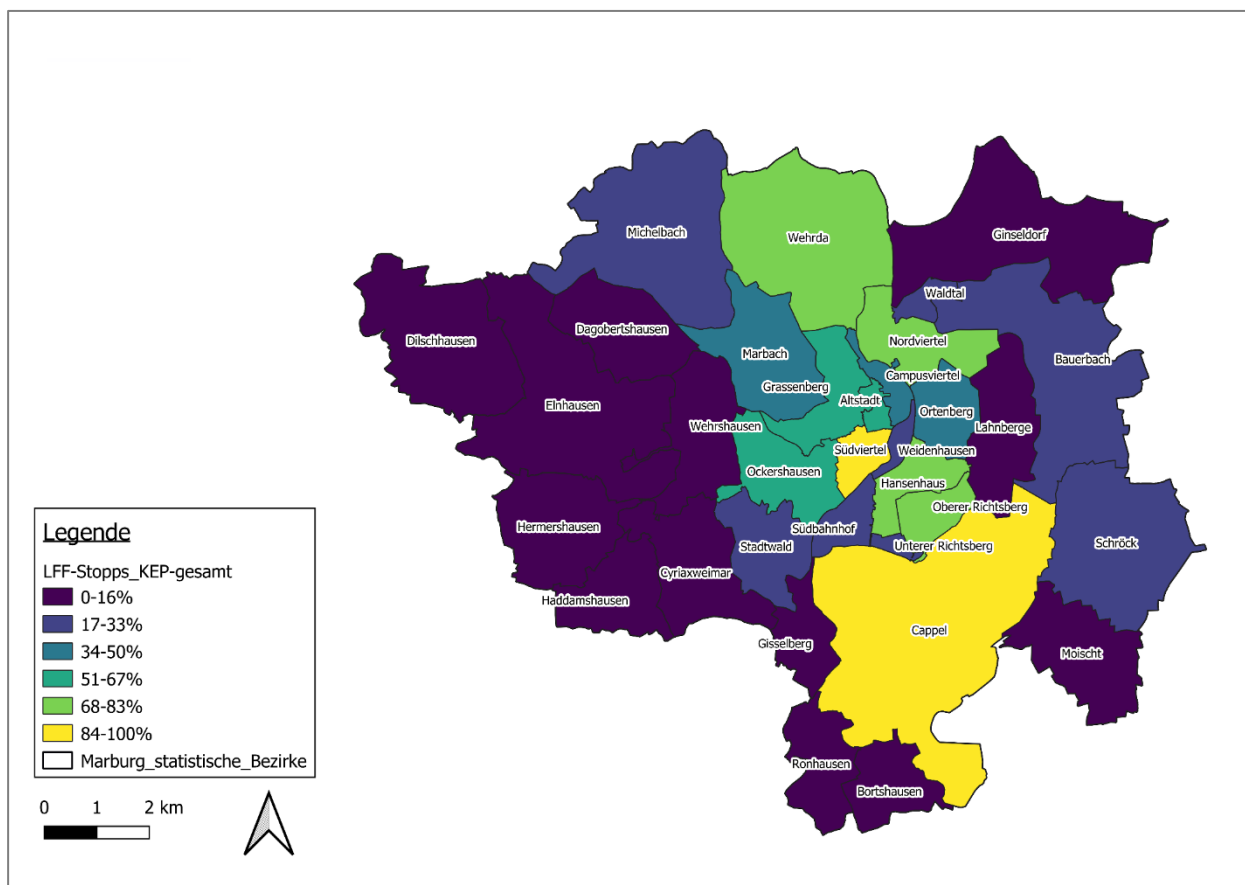 Michelbach
Wehrda
Ginseldorf
Waldtal
Dagobertshausen
Dilschhausen
Nordviertel
Marbach
Bauerbach
Campusviertel
Grassenberg
Altstadt
Elnhausen
Ortenberg
Lahnberge
Wehrshausen
Südviertel
Weidenhausen
Ockershausen
Hansenhaus
Oberer Richtsberg
Hermershausen
Südbahnhof
Stadtwald
Unterer Richtsberg
Schröck
Cyriaxweimar
Haddamshausen
Cappel
Gisselberg
Moischt
Ronhausen
Bortshausen
Legende
LFF-Stopps_KEP-gesamt
0-16%
17-33%
34-50%
51-67%
68-83%
84-100%
Marburg_statistische_Bezirke
0 1 2 km